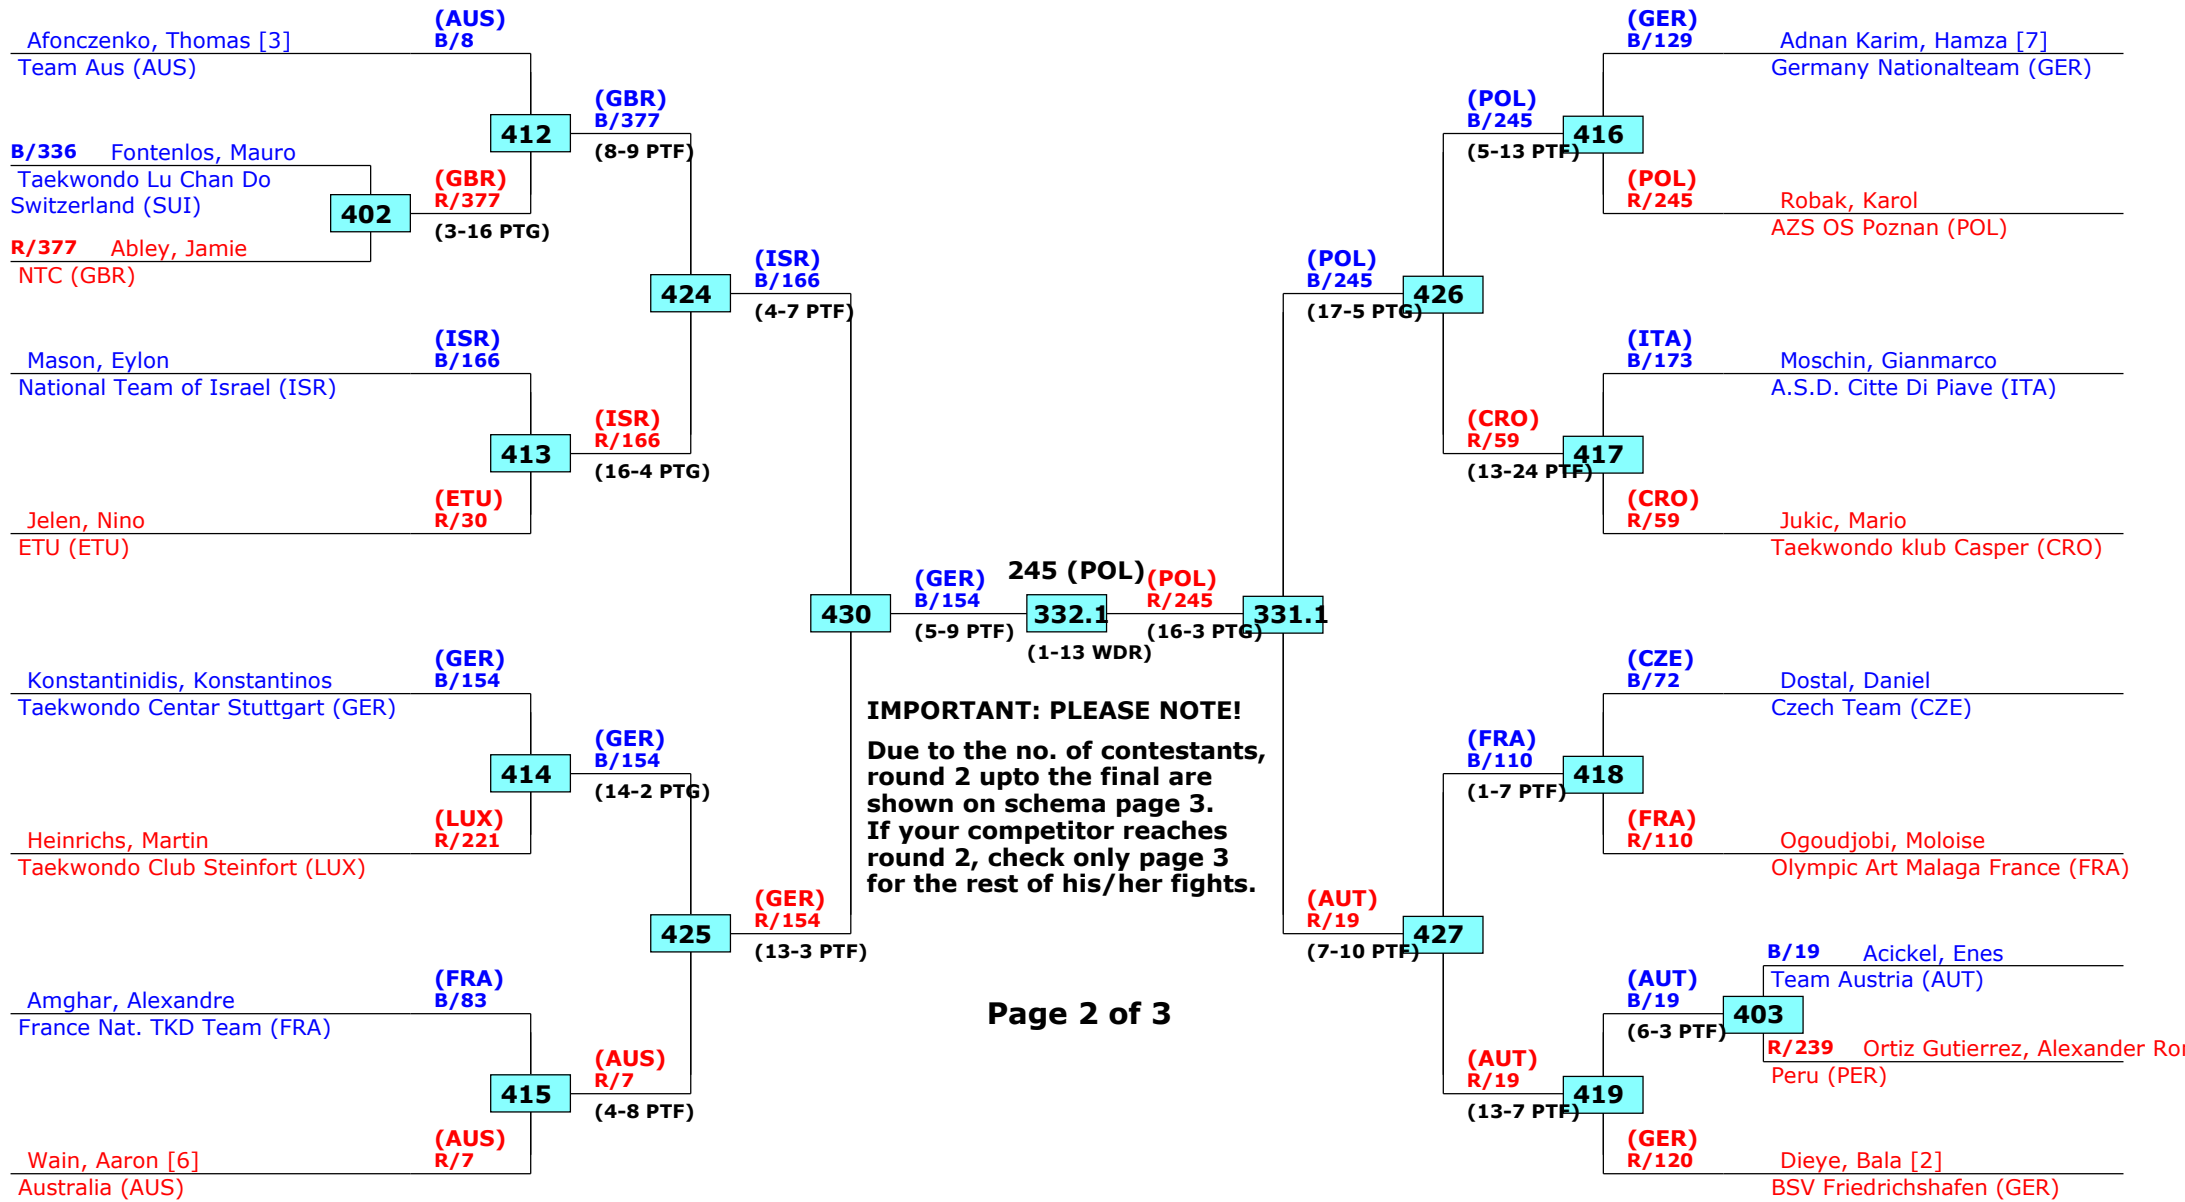 (AUS)
Afonczenko, Thomas [3]
B/8
Team Aus (AUS)
(GBR)
B/377
412
(8-9 PTF)
B/336 Fontenlos, Mauro
Taekwondo Lu Chan Do
Switzerland (SUI)
402
(GBR)
R/377
(3-16 PTG)
R/377 Abley, Jamie
NTC (GBR)
(ISR)
B/166
424
(4-7 PTF)
(ISR)
Mason, Eylon
B/166
National Team of Israel (ISR)
(ISR)
R/166
413
(16-4 PTG)
(ETU)
Jelen, Nino
R/30
ETU (ETU)
430
(GER)
B/154
(5-9 PTF)
245 (POL)
332.1
(1-13 WDR)
(POL)
R/245
(16-3 PTG)
331.1
(GER)
Konstantinidis, Konstantinos
B/154
Taekwondo Centar Stuttgart (GER)
(GER)
B/154
414
(14-2 PTG)
(LUX)
Heinrichs, Martin
R/221
Taekwondo Club Steinfort (LUX)
(GER)
R/154
425
(13-3 PTF)
(FRA)
Amghar, Alexandre
B/83
France Nat. TKD Team (FRA)
(AUS)
R/7
415
(4-8 PTF)
(AUS)
Wain, Aaron [6]
R/7
Australia (AUS)
IMPORTANT: PLEASE NOTE!
Due to the no. of contestants,
round 2 upto the final are
shown on schema page 3.
If your competitor reaches
round 2, check only page 3
for the rest of his/her fights.
Page 2 of 3
(GER)
B/129
Adnan Karim, Hamza [7]
Germany Nationalteam (GER)
(POL)
B/245
416
(5-13 PTF)
(POL)
R/245
Robak, Karol
AZS OS Poznan (POL)
(POL)
B/245
426
(17-5 PTG)
(ITA)
B/173
Moschin, Gianmarco
A.S.D. Citte Di Piave (ITA)
(CRO)
R/59
417
(13-24 PTF)
(CRO)
R/59
Jukic, Mario
Taekwondo klub Casper (CRO)
(CZE)
B/72
Dostal, Daniel
Czech Team (CZE)
(FRA)
B/110
418
(1-7 PTF)
(FRA)
R/110
Ogoudjobi, Moloise
Olympic Art Malaga France (FRA)
(AUT)
R/19
427
(7-10 PTF)
B/19 Acickel, Enes
Team Austria (AUT)
(AUT)
B/19
403
(6-3 PTF)
R/239 Ortiz Gutierrez, Alexander
Peru (PER)
(AUT)
R/19
419
(13-7 PTF)
(GER)
R/120
Dieye, Bala [2]
BSV Friedrichshafen (GER)